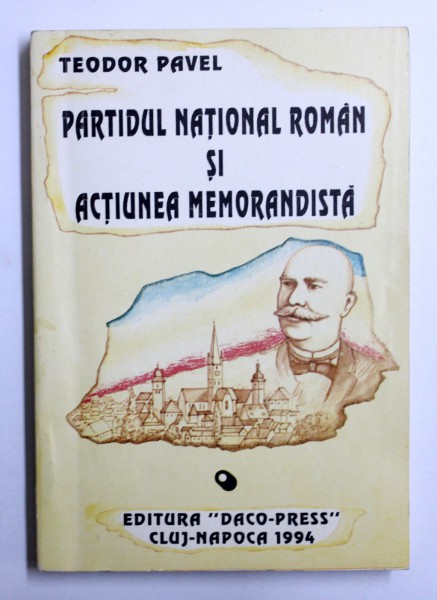 TEODOR PAVEL
PARTIDUL NAȚIONAL ROMÂN
ȘI
ACȚIUNEA MEMORANDISTĂ
EDITURA "DACO-PRESS"
CLUJ-NAPOCA 1994